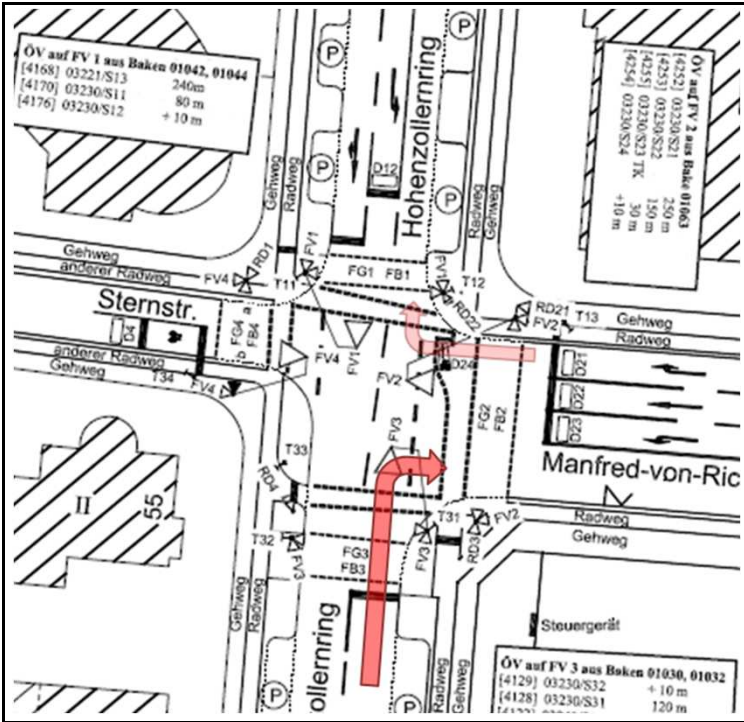 ÖV auf FV 1 aus Baken 01042, 01044
[4168] 03221/S13 240m
[4170] 03230/S11 80 m
[4176] 03230/S12 +10 m
P
P
P
P
Hohenzollernring
D12
ÖV auf FV 2 aus Bake 01063
[4252] 03230/S21 250 m
[4253] 03230/S22 150 m
[4255] 03230/S23 TK 30 m
[4254] 03230/S24 +10 m
Gehweg
Radweg
Radweg
Gehweg
Gehweg
anderer Radweg
FV4
RD1
T11
FV1
FG1 FB1
FV1
T12
RD22
RD21
FV2
T13
Gehweg
Radweg
Sternstr.
D4
a
FG4
FB4
b
FV4
FV1
FV2
D24
FG2
FB2
D21
D22
D23
anderer Radweg
Gehweg
T34
FV4
FV3
T33
RD4
Manfred-von-Ric
II
55
T32
FV3
FG3
FB3
FV3
T31
RD3
FV2
Radweg
Gehweg
Gehweg
Radweg
ollernring
Radweg
Gehweg
Steuergerät
P
P
ÖV auf FV 3 aus Baken 01030, 01032
[4129] 03230/S32 +10 m
[4128] 03230/S31 120 m